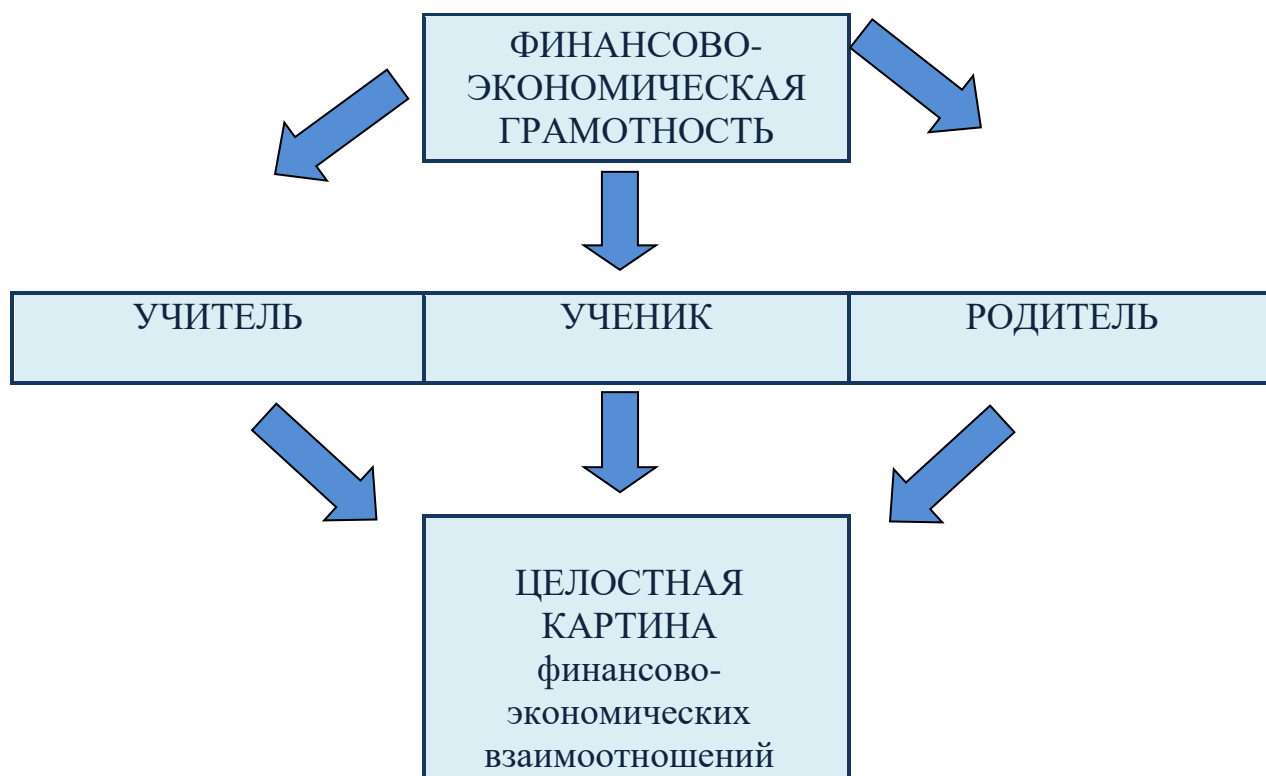 ФИНАНСОВО-
ЭКОНОМИЧЕСКАЯ
ГРАМОТНОСТЬ
УЧИТЕЛЬ
УЧЕНИК
РОДИТЕЛЬ
ЦЕЛОСТНАЯ
КАРТИНА
финансово-
экономических
взаимоотношений